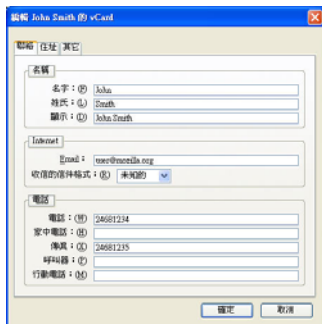 編輯 John Smith 的 vCard
聯絡 住址 其它
名稱
名字：(F) John
姓氏：(L) Smith
顯示：(D) John Smith
Internet
Email： user@mozilla.org
收信的信件格式：(R) 未知的
電話
電話：(W) 24681234
家中電話：(H)
傳真：(X) 24681235
呼叫器：(P)
行動電話：(M)
確定 取消